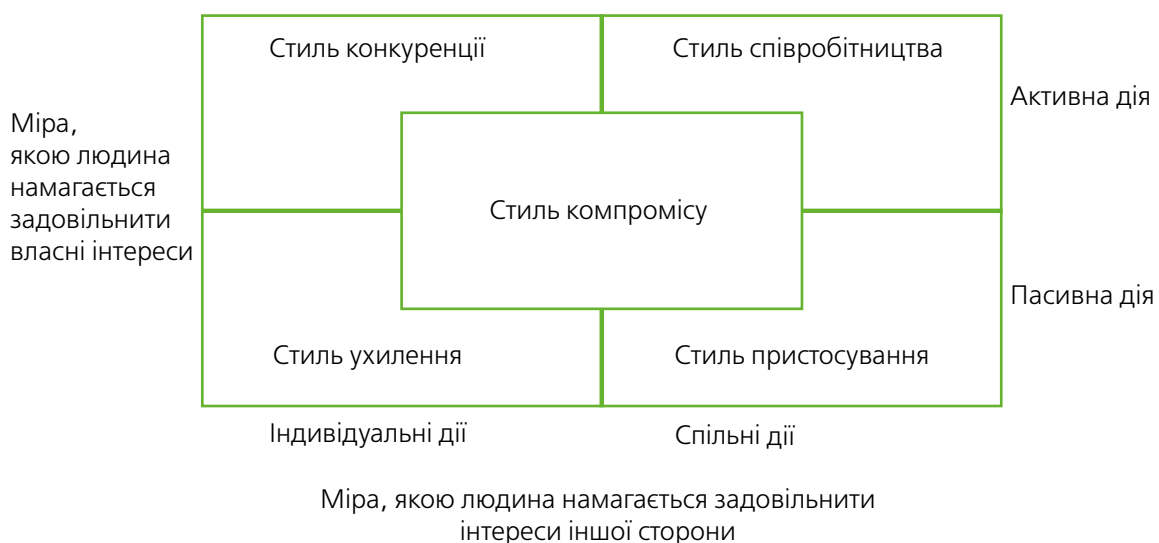 Стиль конкуренції
Стиль співробітництва
Активна дія
Міра,
якою людина
намагається
задовільнити
власні інтереси
Стиль компромісу
Пасивна дія
Стиль ухилення
Стиль пристосування
Індивідуальні дії
Спільні дії
Міра, якою людина намагається задовільнити
інтереси іншої сторони